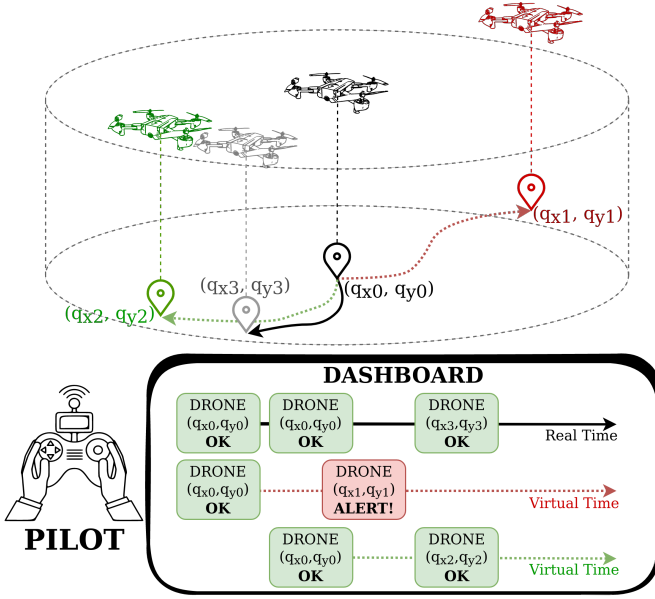 (qx1, qy1)
(qx3, qy3)
(qx0, qy0)
(qx2, qy2)
DASHBOARD
DRONE
(qx0,qy0)
OK
DRONE
(qx0,qy0)
OK
DRONE
(qx3,qy3)
OK
Real Time
DRONE
(qx0,qy0)
OK
DRONE
(qx1,qy1)
ALERT!
Virtual Time
PILOT
DRONE
(qx0,qy0)
OK
DRONE
(qx2,qy2)
OK
Virtual Time